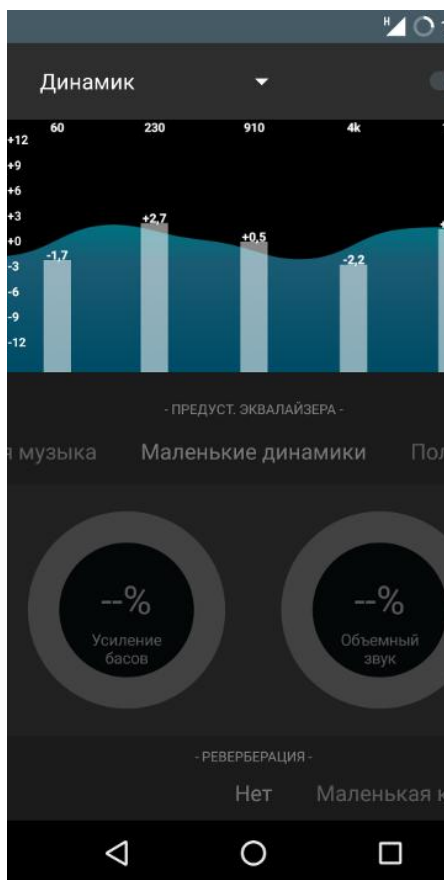 H
Динамик
60 230 910 4k
+12
+9
+6
+3
+0
-3
-6
-9
-12
-1,7 +2,7 +0,5 -2,2
- ПРЕДУСТ. ЭКВАЛАЙЗЕРА -
музыка Маленькие динамики
--% --%
Усиление Объемный
басов звук
- РЕВЕРБЕРАЦИЯ -
Нет Маленькая